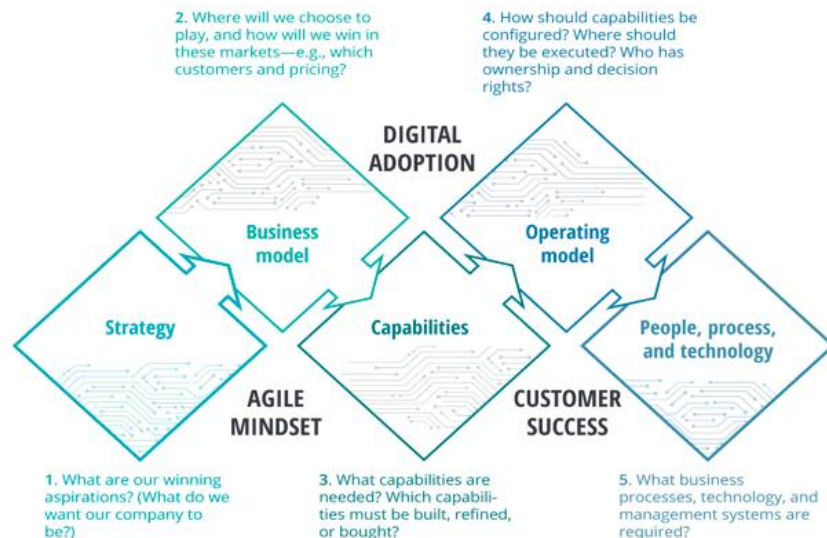 2. Where will we choose to
play, and how will we win in
these markets—e.g., which
customers and pricing?
4. How should capabilities be
configured? Where should
they be executed? Who has
ownership and decision
rights?
DIGITAL
ADOPTION
Business
model
Operating
model
Strategy
Capabilities
People, process,
and technology
AGILE
MINDSET
CUSTOMER
SUCCESS
1. What are our winning
aspirations? (What do we
want our company to
be?)
3. What capabilities are
needed? Which capabili-
ties must be built, refined,
or bought?
5. What business
processes, technology, and
management systems are
required?